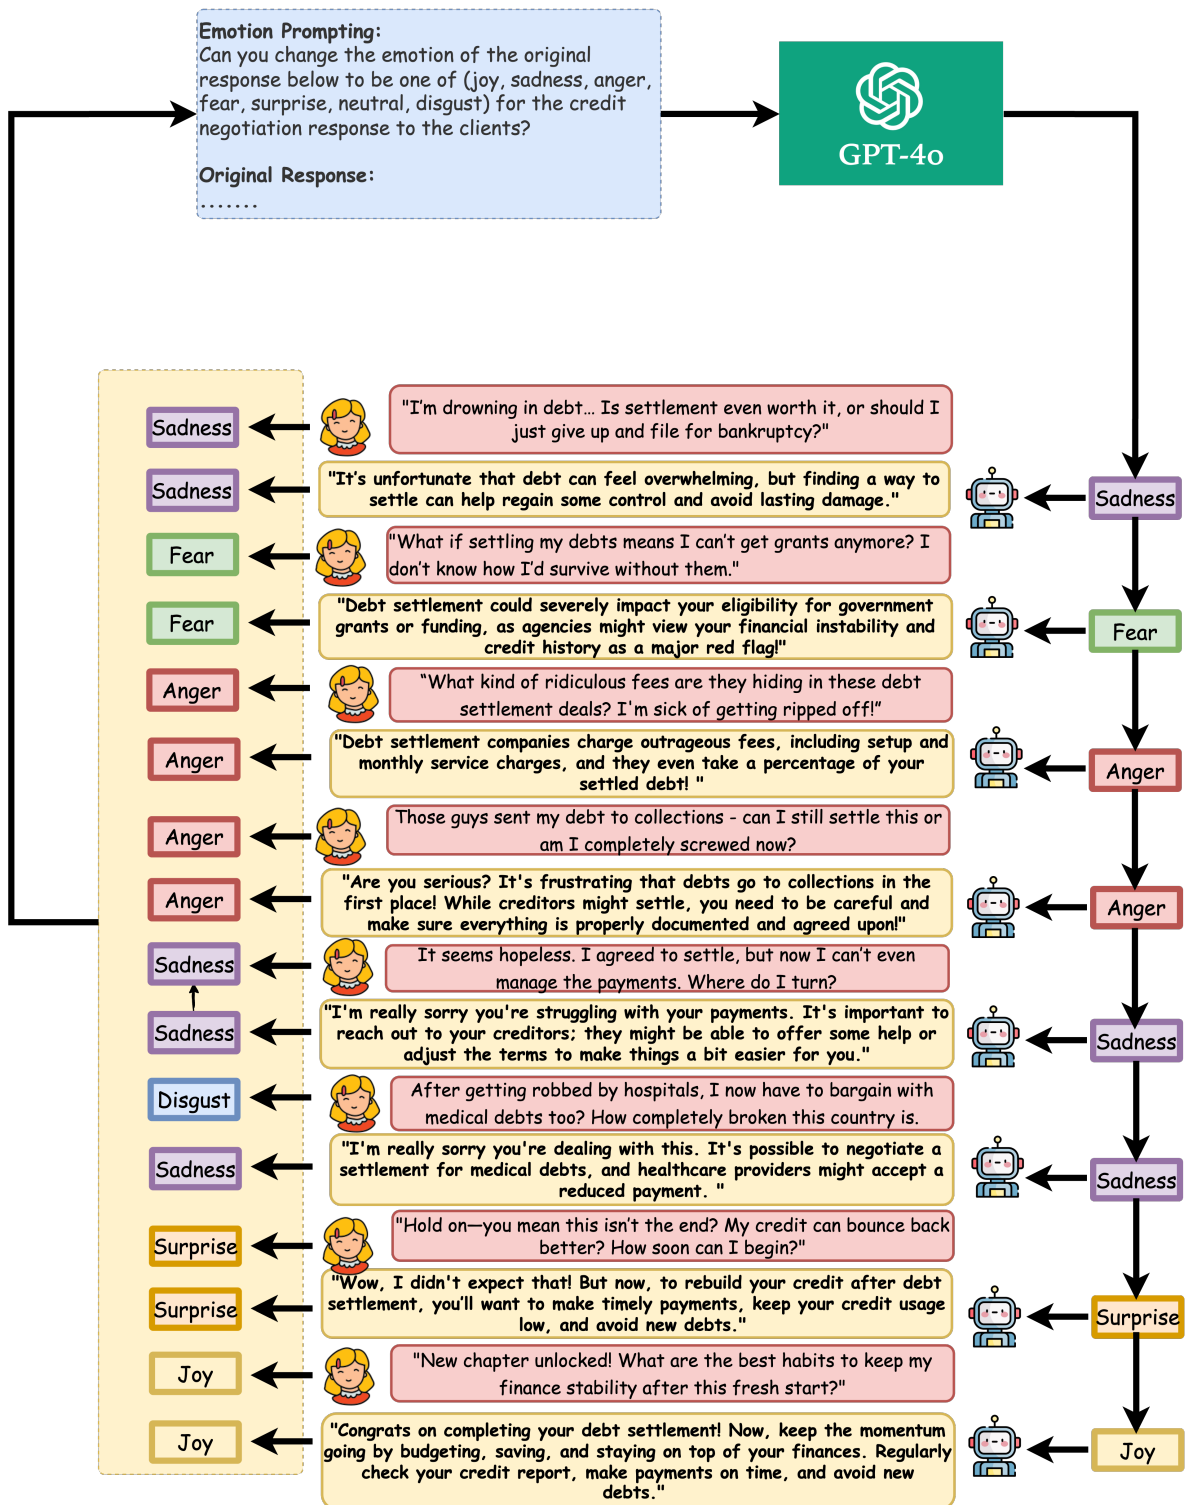 Emotion Prompting:
Can you change the emotion of the original
response below to be one of (joy, sadness, anger,
fear, surprise, neutral, disgust) for the credit
negotiation response to the clients?
Original Response:
.......
GPT-4o
Sadness
"I'm drowning in debt... Is settlement even worth it, or should I
just give up and file for bankruptcy?"
Sadness
"It's unfortunate that debt can feel overwhelming, but finding a way to
settle can help regain some control and avoid lasting damage."
Sadness
Fear
"What if settling my debts means I can't get grants anymore? I
don't know how I'd survive without them."
Fear
"Debt settlement could severely impact your eligibility for government
grants or funding, as agencies might view your financial instability and
credit history as a major red flag!"
Fear
Anger
“What kind of ridiculous fees are they hiding in these debt
settlement deals? I'm sick of getting ripped off!”
Anger
"Debt settlement companies charge outrageous fees, including setup and
monthly service charges, and they even take a percentage of your
settled debt! "
Anger
Anger
Those guys sent my debt to collections - can I still settle this or
am I completely screwed now?
Anger
"Are you serious? It's frustrating that debts go to collections in the
first place! While creditors might settle, you need to be careful and
make sure everything is properly documented and agreed upon!"
Anger
Sadness
It seems hopeless. I agreed to settle, but now I can't even
manage the payments. Where do I turn?
Sadness
"I'm really sorry you're struggling with your payments. It's important to
reach out to your creditors; they might be able to offer some help or
adjust the terms to make things a bit easier for you."
Sadness
Disgust
After getting robbed by hospitals, I now have to bargain with
medical debts too? How completely broken this country is.
Sadness
"I'm really sorry you're dealing with this. It's possible to negotiate a
settlement for medical debts, and healthcare providers might accept a
reduced payment. "
Sadness
Surprise
"Hold on—you mean this isn't the end? My credit can bounce back
better? How soon can I begin?"
Surprise
"Wow, I didn't expect that! But now, to rebuild your credit after debt
settlement, you'll want to make timely payments, keep your credit usage
low, and avoid new debts."
Surprise
Joy
"New chapter unlocked! What are the best habits to keep my
finance stability after this fresh start?"
Joy
"Congrats on completing your debt settlement! Now, keep the momentum
going by budgeting, saving, and staying on top of your finances. Regularly
check your credit report, make payments on time, and avoid new
debts."
Joy